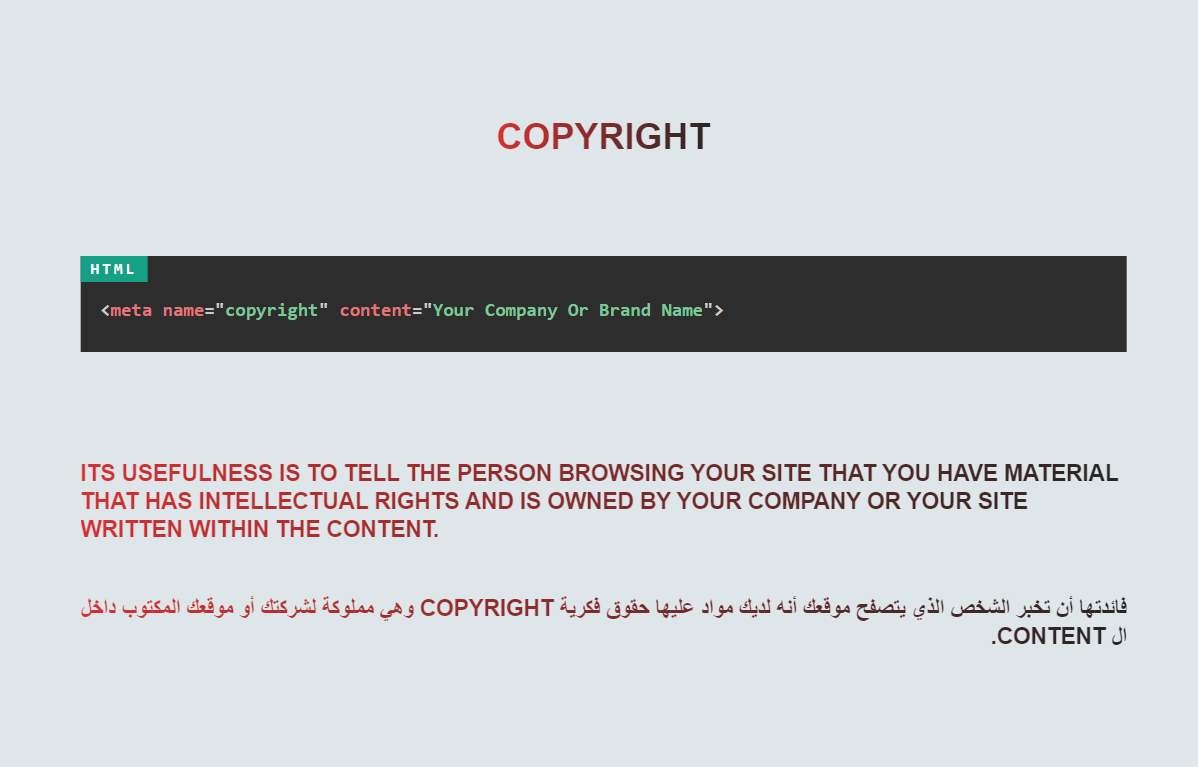 COPYRIGHT
HTML
<meta name="copyright" content="Your Company Or Brand Name">
ITS USEFULNESS IS TO TELL THE PERSON BROWSING YOUR SITE THAT YOU HAVE MATERIAL
THAT HAS INTELLECTUAL RIGHTS AND IS OWNED BY YOUR COMPANY OR YOUR SITE
WRITTEN WITHIN THE CONTENT.
فائدتها أن تخبر الشخص الذي يتصفح موقعك أنه لديك مواد عليها حقوق فكرية COPYRIGHT وهي مملوكة لشركتك أو موقعك المكتوب داخل
ال CONTENT.